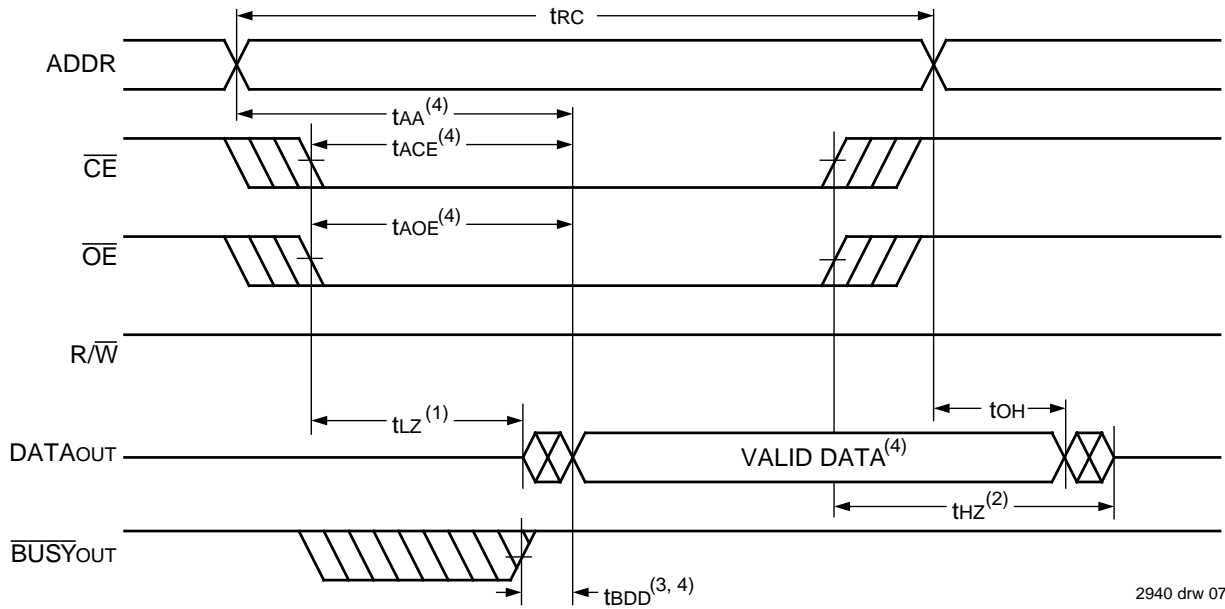 tRC
ADDR
tAA(4)
CE
tACE(4)
tAOE(4)
OE
R/W
tLZ(1)
tOH
DATAOUT
VALID DATA(4)
tHZ(2)
BUSYOUT
tBDD(3, 4)
2940 drw 07